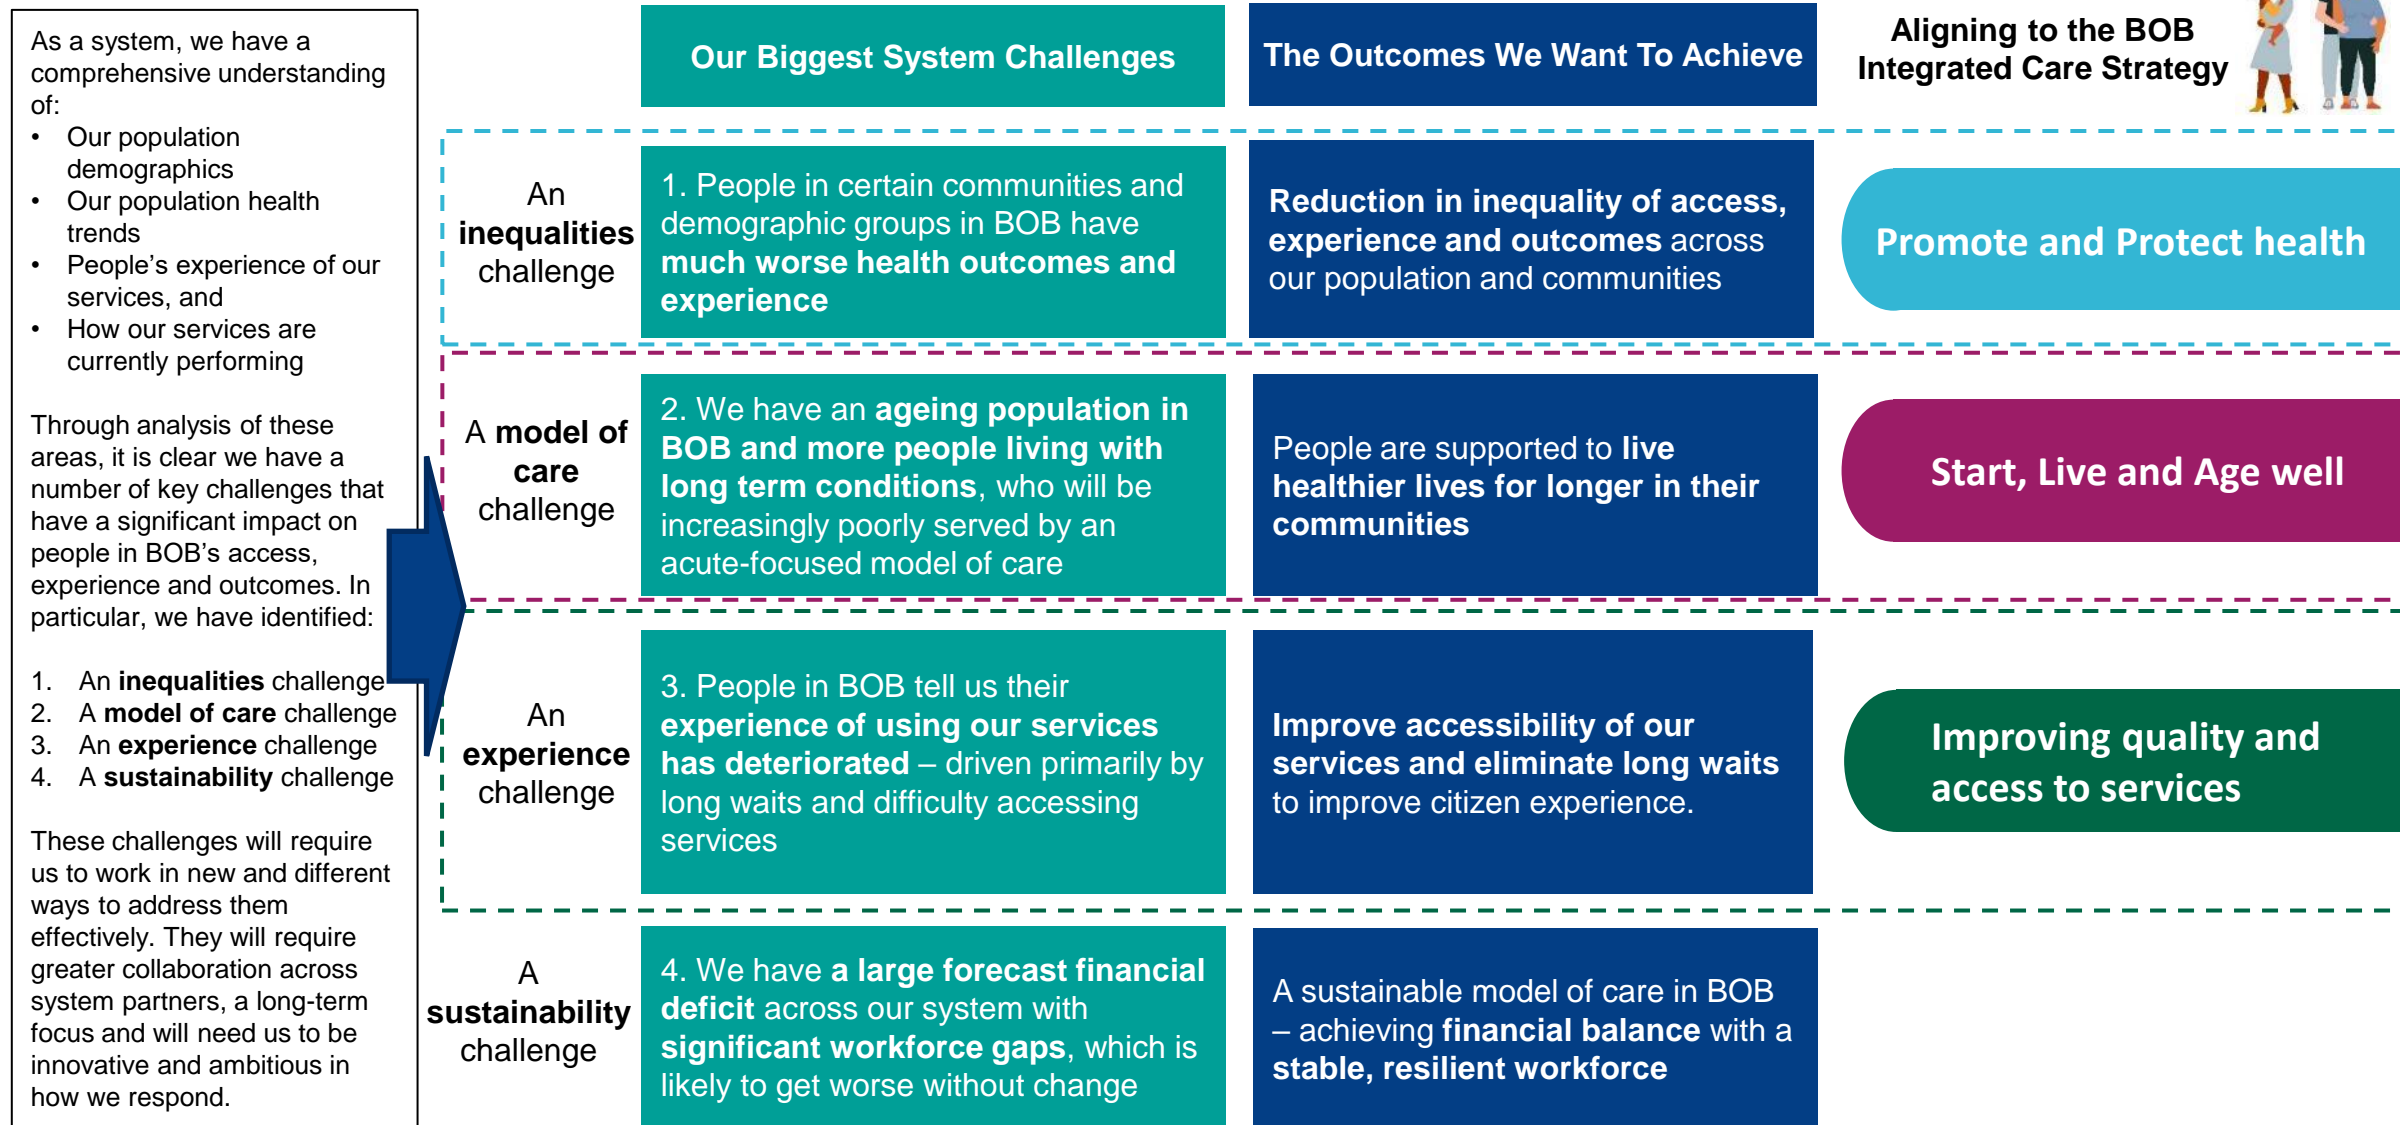 As a system, we have a
comprehensive understanding
of:
• Our population
demographics
• Our population health
trends
• People’s experience of our
services, and
• How our services are
currently performing
Through analysis of these
areas, it is clear we have a
number of key challenges that
have a significant impact on
people in BOB’s access,
experience and outcomes. In
particular, we have identified:
1. An inequalities challenge
2. A model of care challenge
3. An experience challenge
4. A sustainability challenge
These challenges will require
us to work in new and different
ways to address them
effectively. They will require
greater collaboration across
system partners, a long-term
focus and will need us to be
innovative and ambitious in
how we respond.
Our Biggest System Challenges
The Outcomes We Want To Achieve
Aligning to the BOB
Integrated Care Strategy
An
inequalities
challenge
1. People in certain communities and
demographic groups in BOB have
much worse health outcomes and
experience
Reduction in inequality of access,
experience and outcomes across
our population and communities
Promote and Protect health
A model of
care
challenge
2. We have an ageing population in
BOB and more people living with
long term conditions, who will be
increasingly poorly served by an
acute-focused model of care
People are supported to live
healthier lives for longer in their
communities
Start, Live and Age well
An
experience
challenge
3. People in BOB tell us their
experience of using our services
has deteriorated – driven primarily by
long waits and difficulty accessing
services
Improve accessibility of our
services and eliminate long waits
to improve citizen experience.
Improving quality and
access to services
A
sustainability
challenge
4. We have a large forecast financial
deficit across our system with
significant workforce gaps, which is
likely to get worse without change
A sustainable model of care in BOB
– achieving financial balance with a
stable, resilient workforce